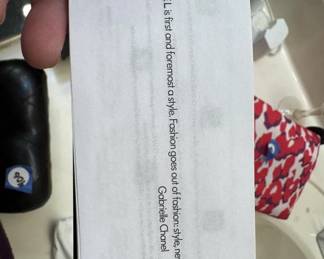 L is first and foremost a style. Fashion goes out of fashion: style, ne
Gabrielle Chanel